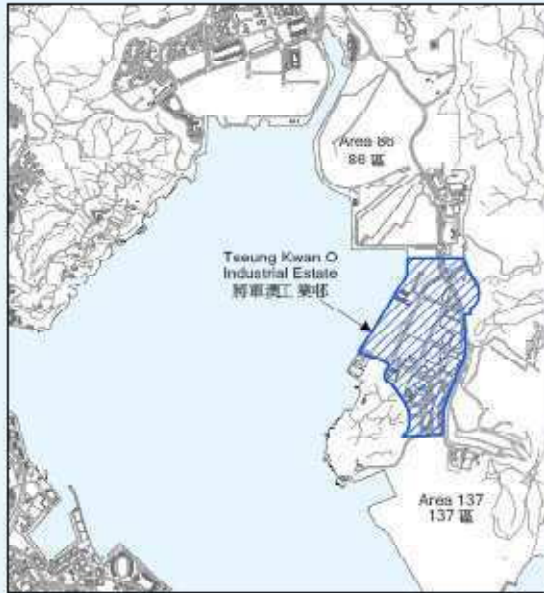 Area 86
86 區
Tseung Kwan O
Industrial Estate
將軍澳工業邨
Area 137
137 區